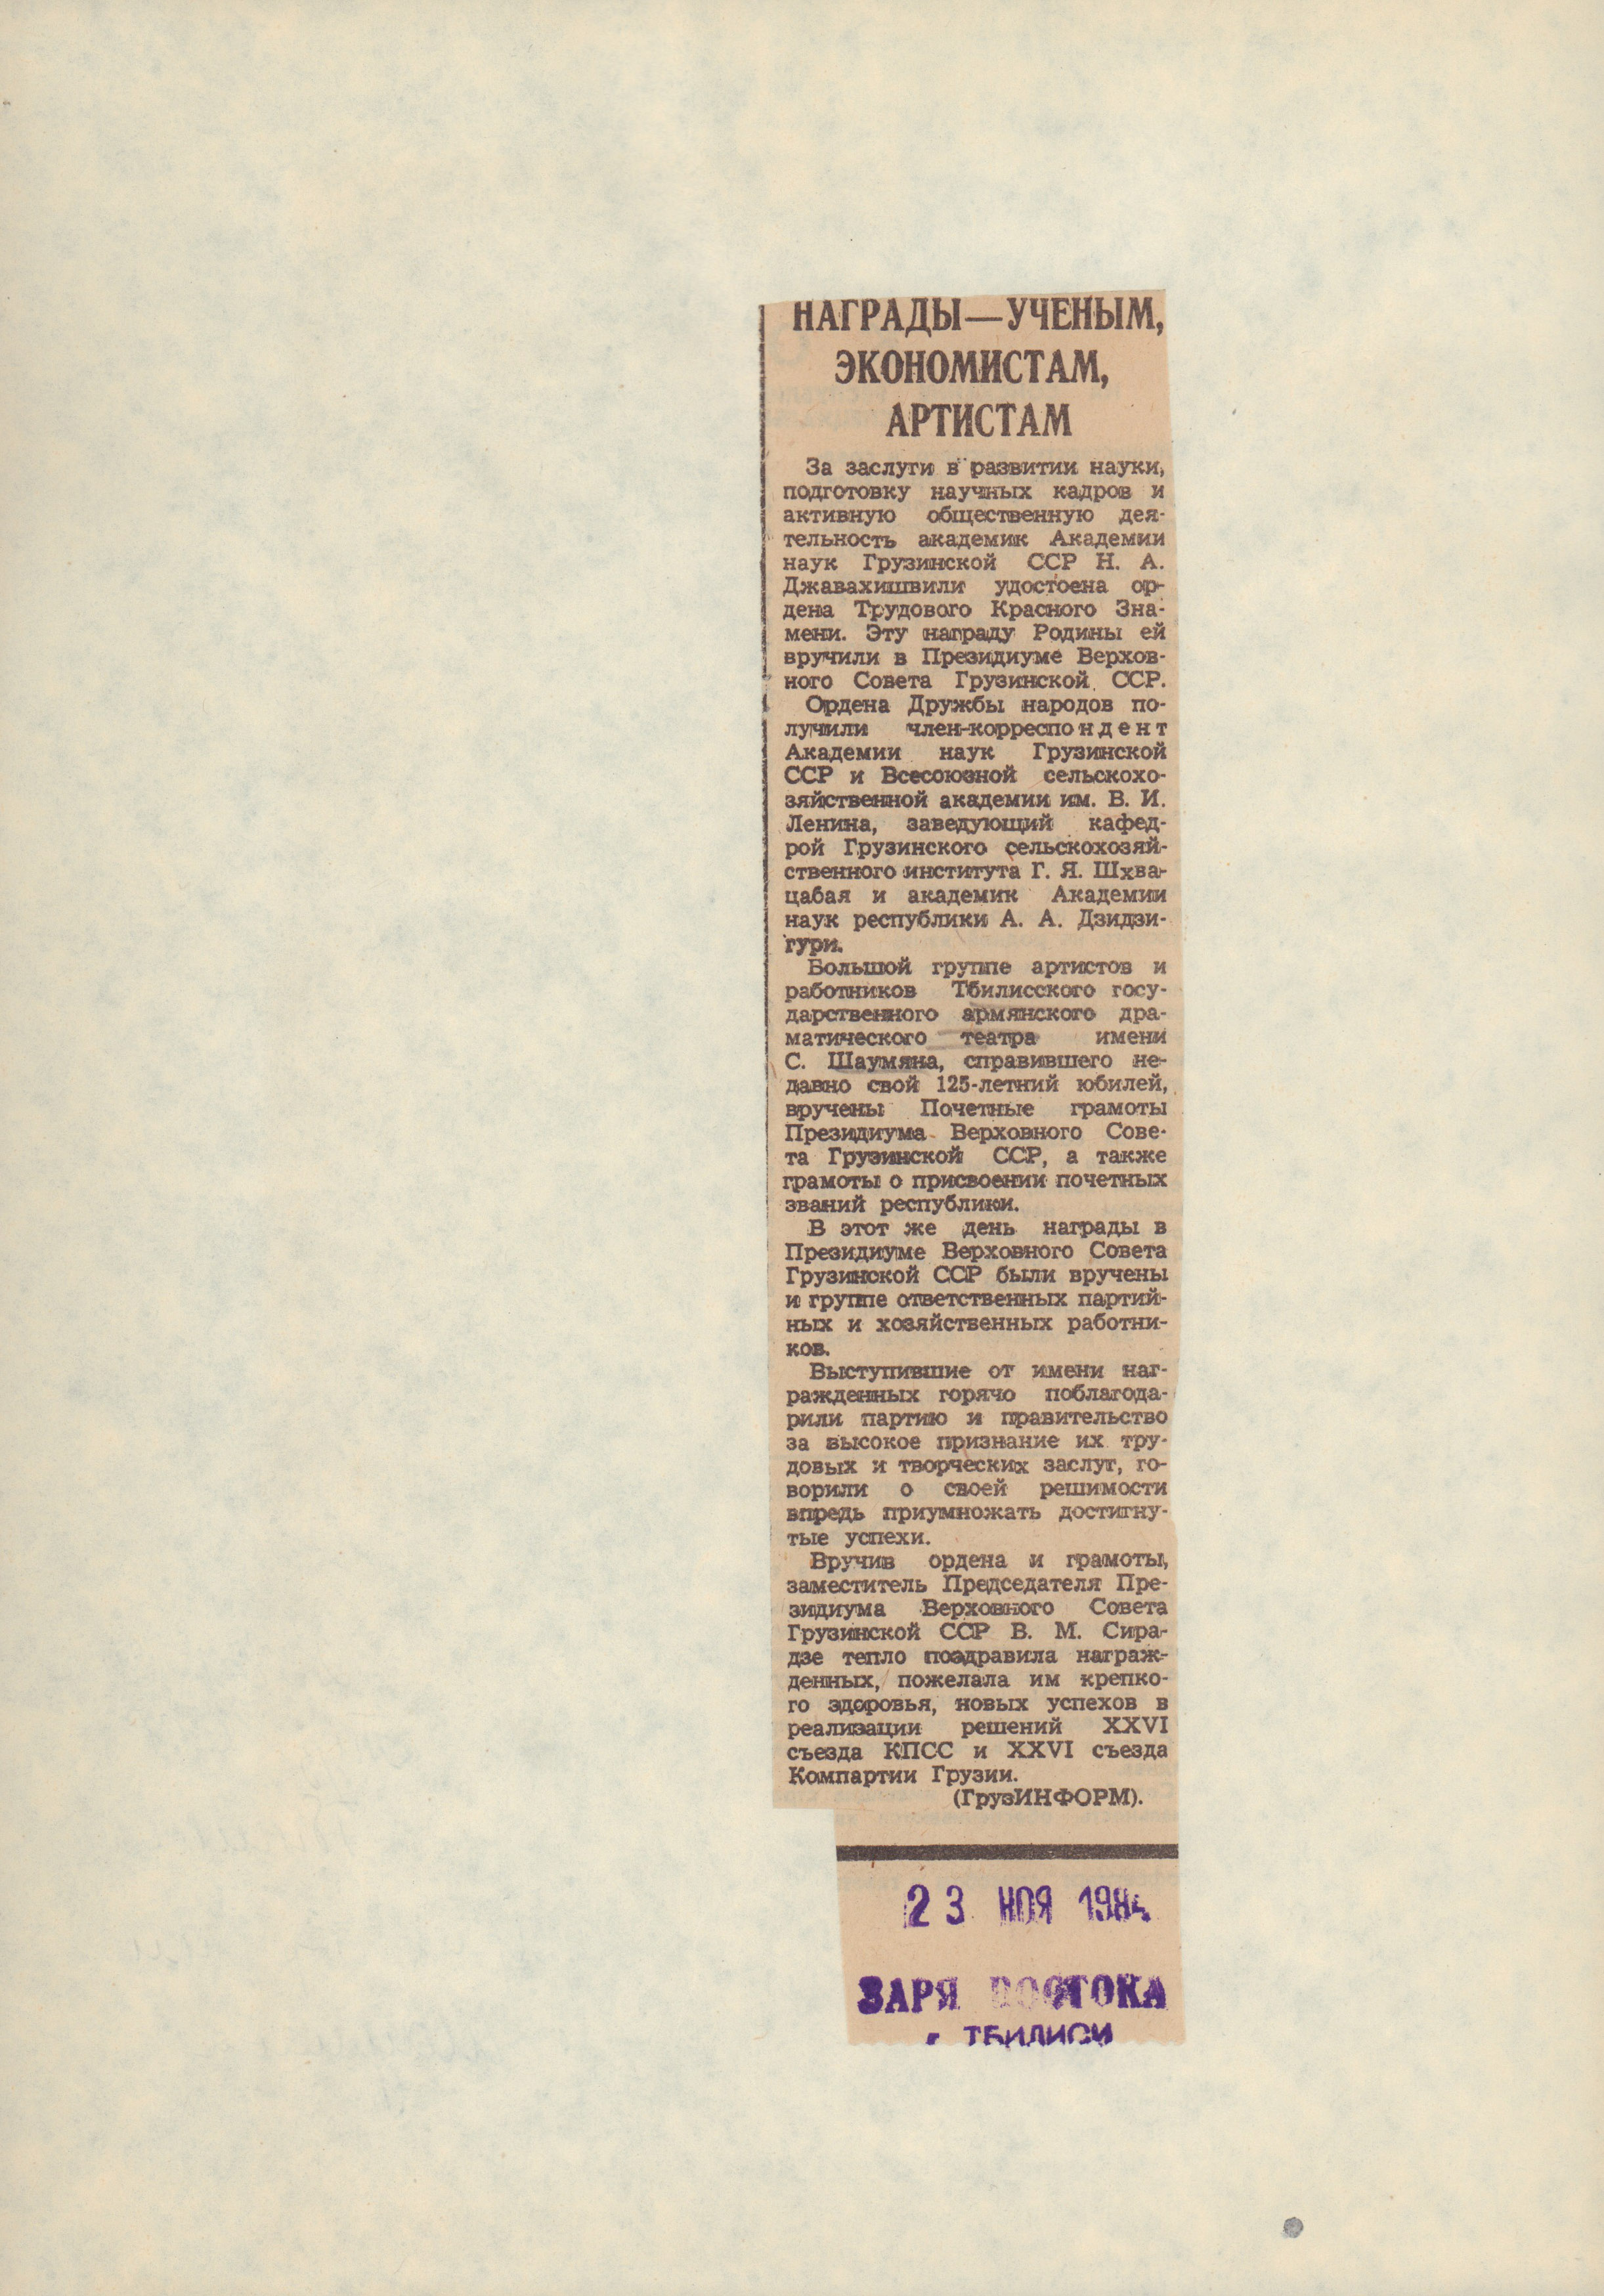 НАГРАДЫ—УЧЕНЫМ,
ЭКОНОМИСТАМ,
АРТИСТАМ
За заслуги в развитии науки,
подготовку научных кадров и
активную общественную дея-
тельность академик Академии
наук Грузинской ССР Н. А.
Джавахишвили удостоена ор-
дена Трудового Красного Зна-
мени. Эту награду Родины ей
вручили в Президиуме Верхов-
ного Совета Грузинской ССР.
Ордена Дружбы народов по-
лучили член-корреспондент
Академии наук Грузинской
ССР и Всесоюзной сельскохо-
зяйственной академии им. В. И.
Ленина, заведующий кафед-
рой Грузинского сельскохозяй-
ственного института Г. Я. Шхва-
цабая и академик Академии
наук республики А. А. Дзидзи-
гури.
Большой группе артистов и
работников Тбилисского госу-
дарственного армянского дра-
матического театра имени
С. Шаумяна, справившего не-
давно свой 125-летний юбилей,
вручены Почетные грамоты
Президиума Верховного Сове-
та Грузинской ССР, а также
грамоты о присвоении почетных
званий республики.
В этот же день награды в
Президиуме Верховного Совета
Грузинской ССР были вручены
и группе ответственных партий-
ных и хозяйственных работни-
ков.
Выступившие от имени наг-
ражденных горячо поблагода-
рили партию и правительство
за высокое признание их тру-
довых и творческих заслуг, го-
ворили о своей решимости
впредь приумножать достигну-
тые успехи.
Вручив ордена и грамоты,
заместитель Председателя Пре-
зидиума Верховного Совета
Грузинской ССР В. М. Сира-
дзе тепло поздравила награж-
денных, пожелала им крепко-
го здоровья, новых успехов в
реализации решений XXVI
съезда КПСС и XXVI съезда
Компартии Грузии.
(ГрузИНФОРМ).
23 НОЯ 1984
ЗАРЯ ВОСТОКА
г. ТБИЛИСИ